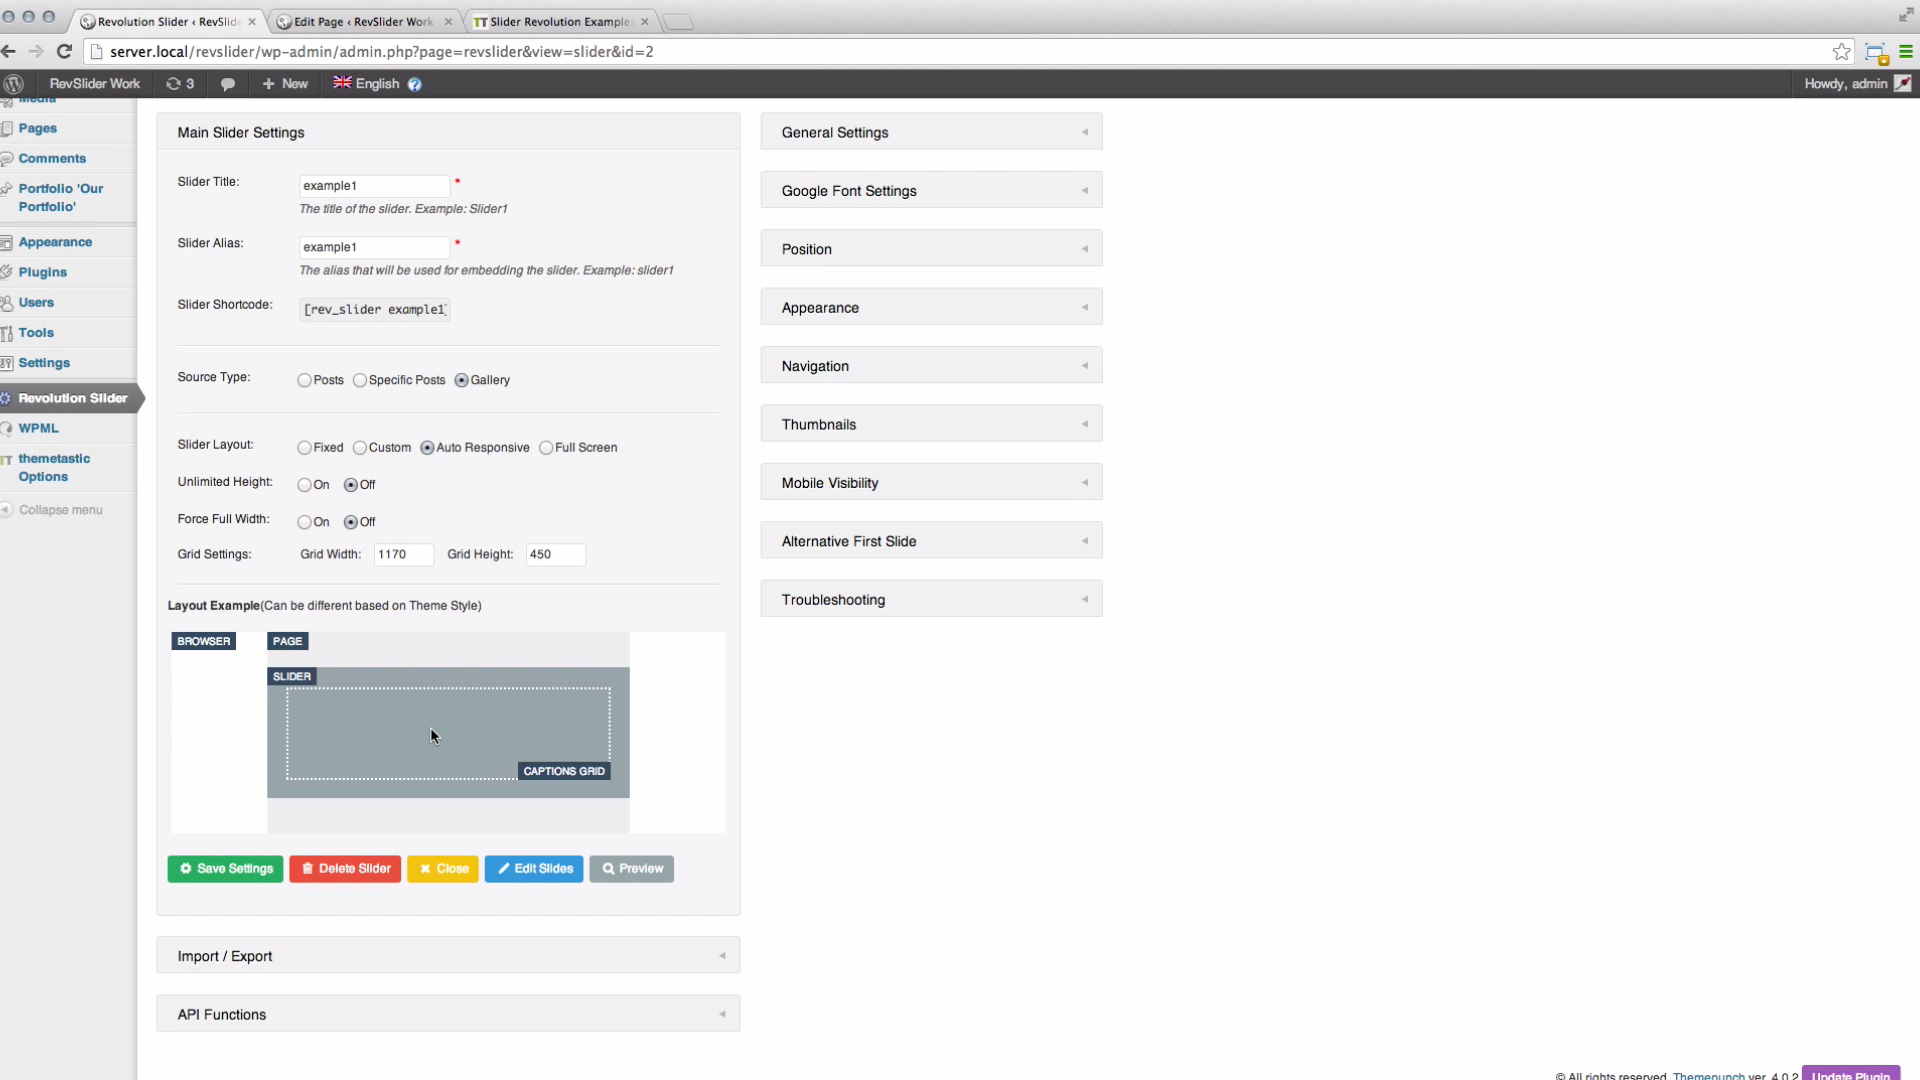 Revolution Slider ‹ RevSlide
Edit Page ‹ RevSlider Work
TT Slider Revolution Examples
server.local/revslider/wp-admin/admin.php?page=revslider&view=slider&id=2
RevSlider Work 3 + New English ? Howdy, admin
Media
Pages
Comments
Portfolio 'Our
Portfolio'
Appearance
Plugins
Users
Tools
Settings
Revolution Slider
WPML
TT themetastic
Options
Collapse menu
Main Slider Settings
Slider Title: example1 *
The title of the slider. Example: Slider1
Slider Alias: example1 *
The alias that will be used for embedding the slider. Example: slider1
Slider Shortcode: [rev_slider example1]
Source Type: Posts Specific Posts Gallery
Slider Layout: Fixed Custom Auto Responsive Full Screen
Unlimited Height: On Off
Force Full Width: On Off
Grid Settings: Grid Width: 1170 Grid Height: 450
Layout Example(Can be different based on Theme Style)
BROWSER PAGE
SLIDER
CAPTIONS GRID
Save Settings Delete Slider Close Edit Slides Preview
Import / Export
API Functions
General Settings
Google Font Settings
Position
Appearance
Navigation
Thumbnails
Mobile Visibility
Alternative First Slide
Troubleshooting
© All rights reserved, Themepunch ver. 4.0.2 Update Plugin